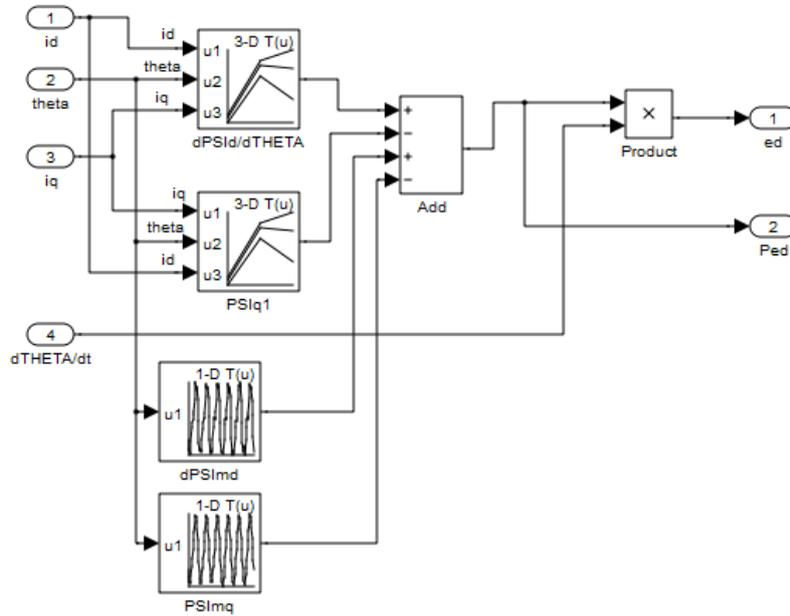 1
id
2
theta
3
iq
id
theta
iq
3-D T(u)
u1
u2
u3
dPSId/dTHETA
iq
theta
id
3-D T(u)
u1
u2
u3
PSIq1
4
dTHETA/dt
1-D T(u)
u1
dPSImd
1-D T(u)
u1
PSImq
+
−
+
−
Add
×
Product
1
ed
2
Ped